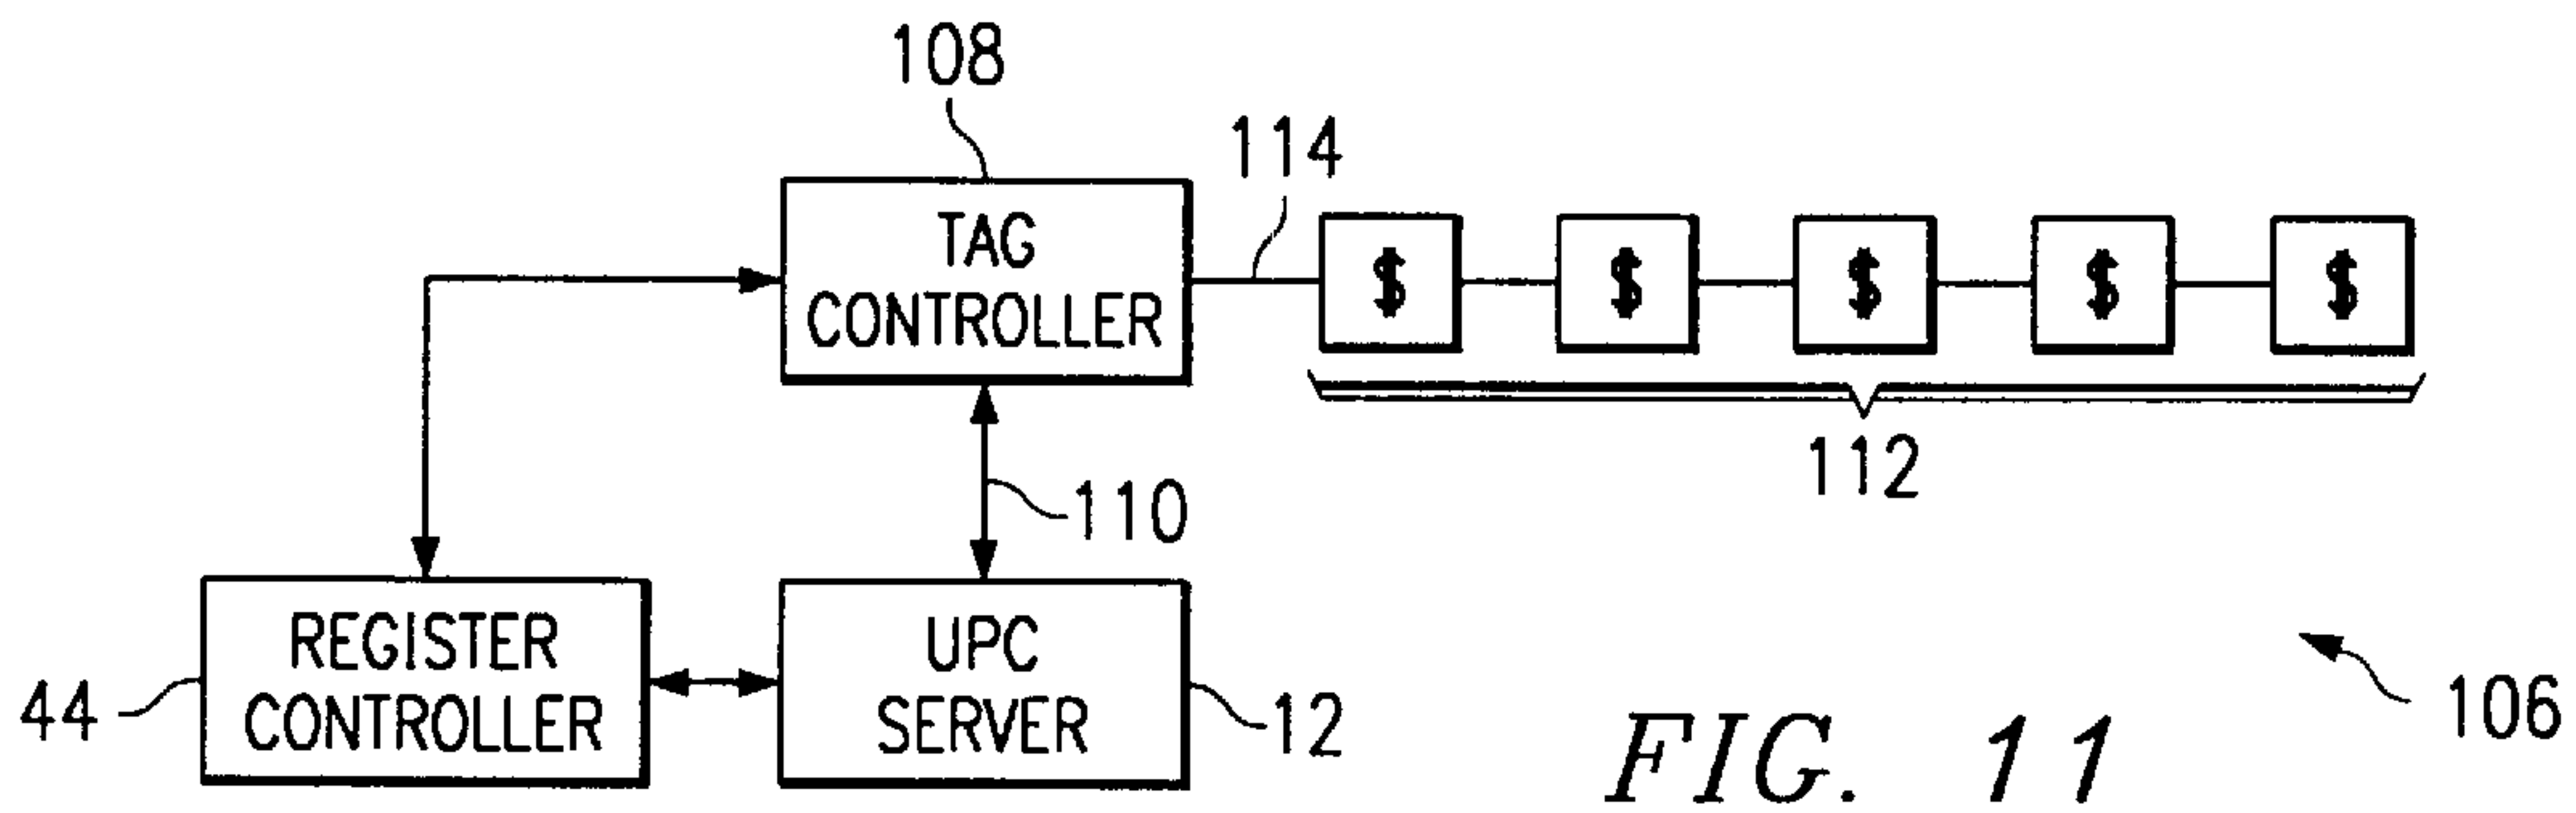 108
114
TAG
CONTROLLER
$ $ $ $ $
112
110
REGISTER
CONTROLLER
UPC
SERVER
44
12
106
FIG. 11